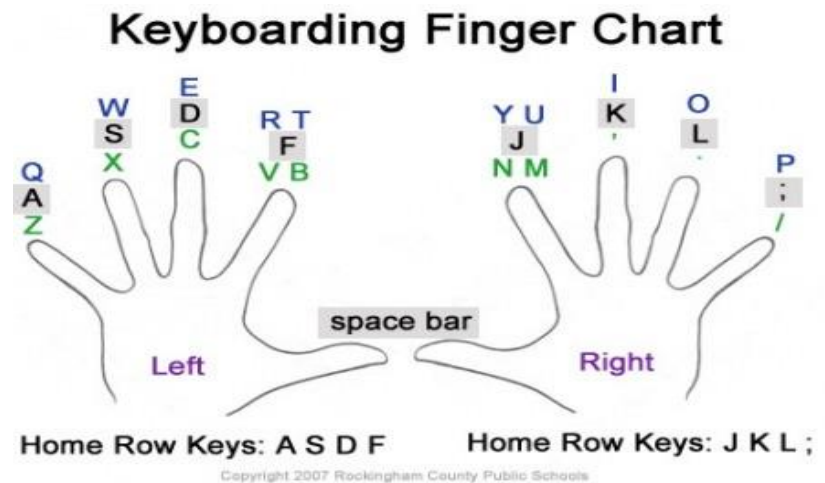 Keyboarding Finger Chart
Q
A
Z
W
S
X
E
D
C
R T
F
V B
Y U
J
N M
I
K
,
O
L
.
P
;
/
space bar
Left
Right
Home Row Keys: A S D F
Home Row Keys: J K L ;
Copyright 2007 Rockingham County Public Schools